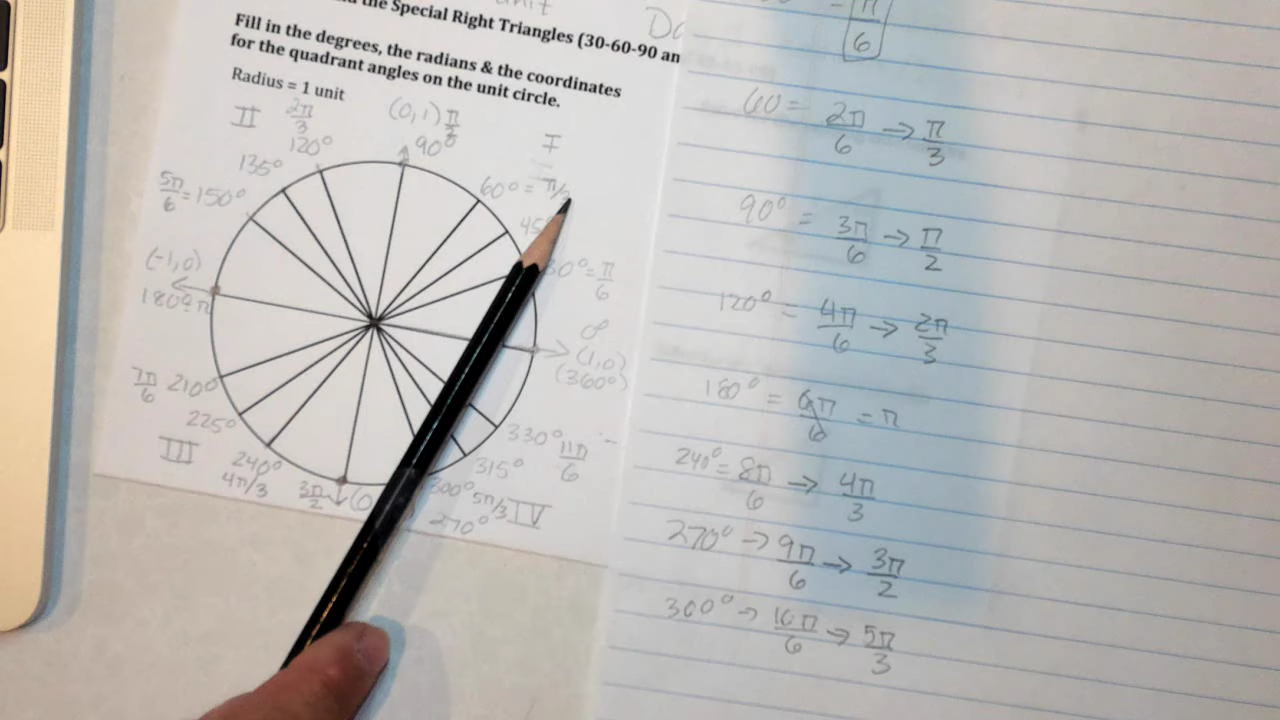 the Special Right Triangles (30-60-90 an
Fill in the degrees, the radians & the coordinates
for the quadrant angles on the unit circle.
Radius = 1 unit
II
2π/3
120°
(0,1) π/2
90°
I
135°
5π/6 = 150°
60° = π/
45
30° = π/6
(-1,0)
180° = π
0°
(1,0)
(360°)
7π/6 210°
225°
III
240°
4π/3
3π/2
(0
270°
300° 5π/3
IV
315°
330° 11π/6
π/6
60 = 2π/6 → π/3
90° = 3π/6 → π/2
120° = 4π/6 → 2π/3
180° = 6π/6 = π
240° = 8π/6 → 4π/3
270° → 9π/6 → 3π/2
300° → 10π/6 → 5π/3